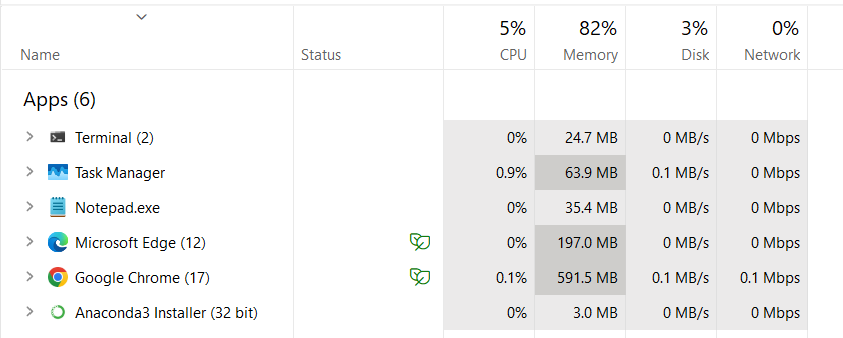 5% 82% 3% 0%
Name Status CPU Memory Disk Network
Apps (6)
Terminal (2) 0% 24.7 MB 0 MB/s 0 Mbps
Task Manager 0.9% 63.9 MB 0.1 MB/s 0 Mbps
Notepad.exe 0% 35.4 MB 0 MB/s 0 Mbps
Microsoft Edge (12) 0% 197.0 MB 0 MB/s 0 Mbps
Google Chrome (17) 0.1% 591.5 MB 0.1 MB/s 0.1 Mbps
Anaconda3 Installer (32 bit) 0% 3.0 MB 0 MB/s 0 Mbps